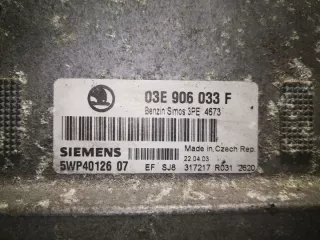 03E 906 033 F
Benzin Simos 3PE 4673
SIEMENS
Made in Czech Rep.
22.04.03
5WP40126 07
EF SJ8 317217 R031 2620